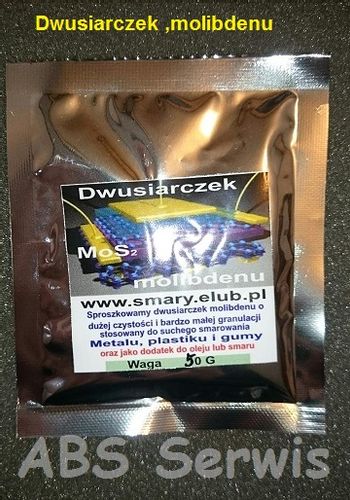 Dwusiarczek ,molibdenu
Dwusiarczek
MoS2
molibdenu
www.smary.elub.pl
Sproszkowamy dwusiarczek molibdenu o
dużej czystości i bardzo małej granulacji
stosowany do suchego smarowania
Metalu, plastiku i gumy
oraz jako dodatek do oleju lub smaru
Waga 50 G
ABS Serwis